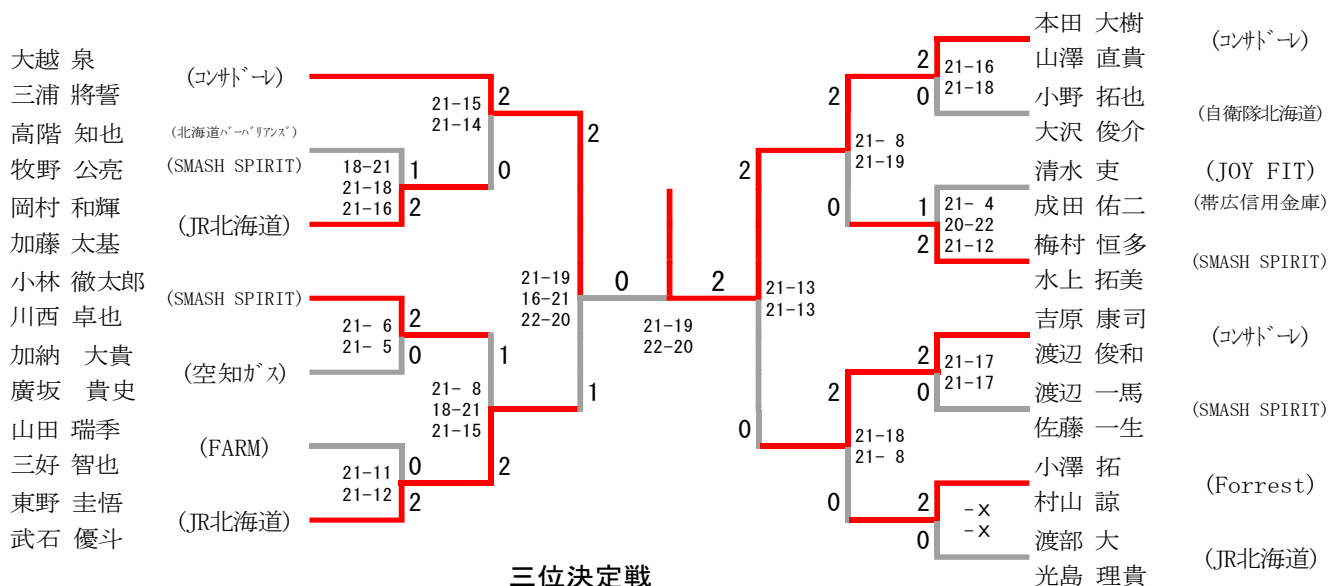 大越 泉
三浦 將誓
(コンサドーレ)
高階 知也
(北海道バーバリアンズ)
牧野 公亮
(SMASH SPIRIT)
岡村 和輝
加藤 太基
(JR北海道)
小林 徹太郎
川西 卓也
(SMASH SPIRIT)
加納 大貴
廣坂 貴史
(空知ガス)
山田 瑞季
三好 智也
(FARM)
東野 圭悟
武石 優斗
(JR北海道)
18-21
21-18
21-16
1
2
21- 6
21- 5
2
0
21-11
21-12
0
2
21-15
21-14
2
0
21- 8
18-21
21-15
1
2
21-19
16-21
22-20
2
1
0
2
21-19
22-20
21-13
21-13
2
0
21- 8
21-19
2
0
21-18
21- 8
2
0
21-16
21-18
2
0
21- 4
20-22
21-12
1
2
21-17
21-17
2
0
-X
-X
2
0
本田 大樹
山澤 直貴
(コンサドーレ)
小野 拓也
大沢 俊介
(自衛隊北海道)
清水 吏
(JOY FIT)
成田 佑二
(帯広信用金庫)
梅村 恒多
水上 拓美
(SMASH SPIRIT)
吉原 康司
渡辺 俊和
(コンサドーレ)
渡辺 一馬
佐藤 一生
(SMASH SPIRIT)
小澤 拓
村山 諒
(Forrest)
渡部 大
光島 理貴
(JR北海道)
三位決定戦